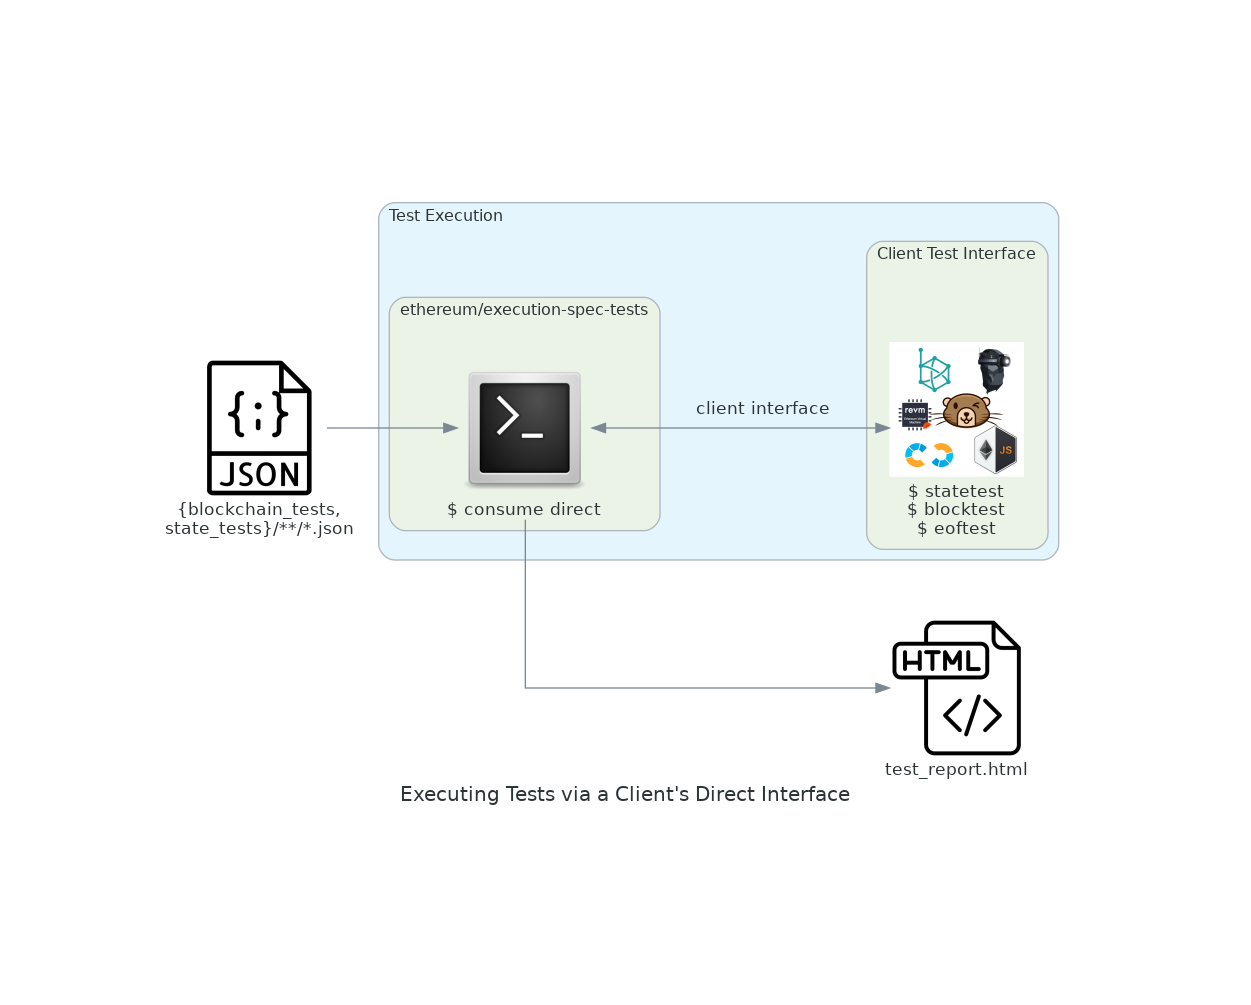 Test Execution
Client Test Interface
ethereum/execution-spec-tests
{;}
JSON
{blockchain_tests,
state_tests}/**/*.json
>_
$ consume direct
client interface
revm
JS
$ statetest
$ blocktest
$ eoftest
HTML
</>
test_report.html
Executing Tests via a Client's Direct Interface